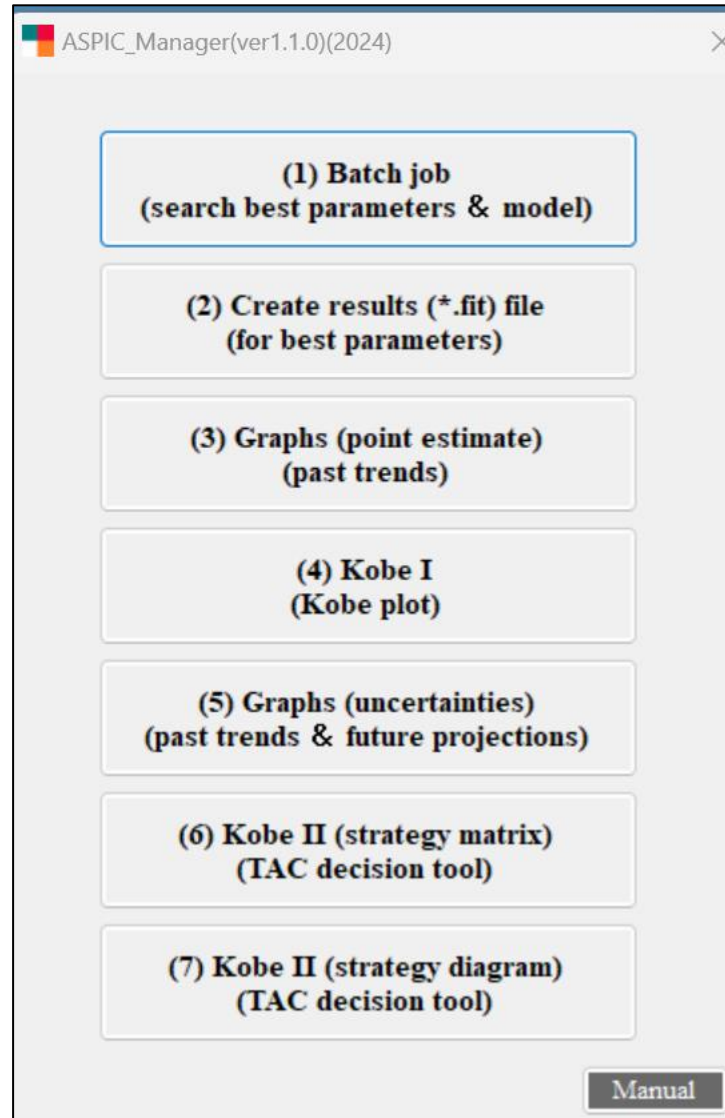 ASPIC_Manager(ver1.1.0)(2024)
(1) Batch job
(search best parameters & model)
(2) Create results (*.fit) file
(for best parameters)
(3) Graphs (point estimate)
(past trends)
(4) Kobe I
(Kobe plot)
(5) Graphs (uncertainties)
(past trends & future projections)
(6) Kobe II (strategy matrix)
(TAC decision tool)
(7) Kobe II (strategy diagram)
(TAC decision tool)
Manual